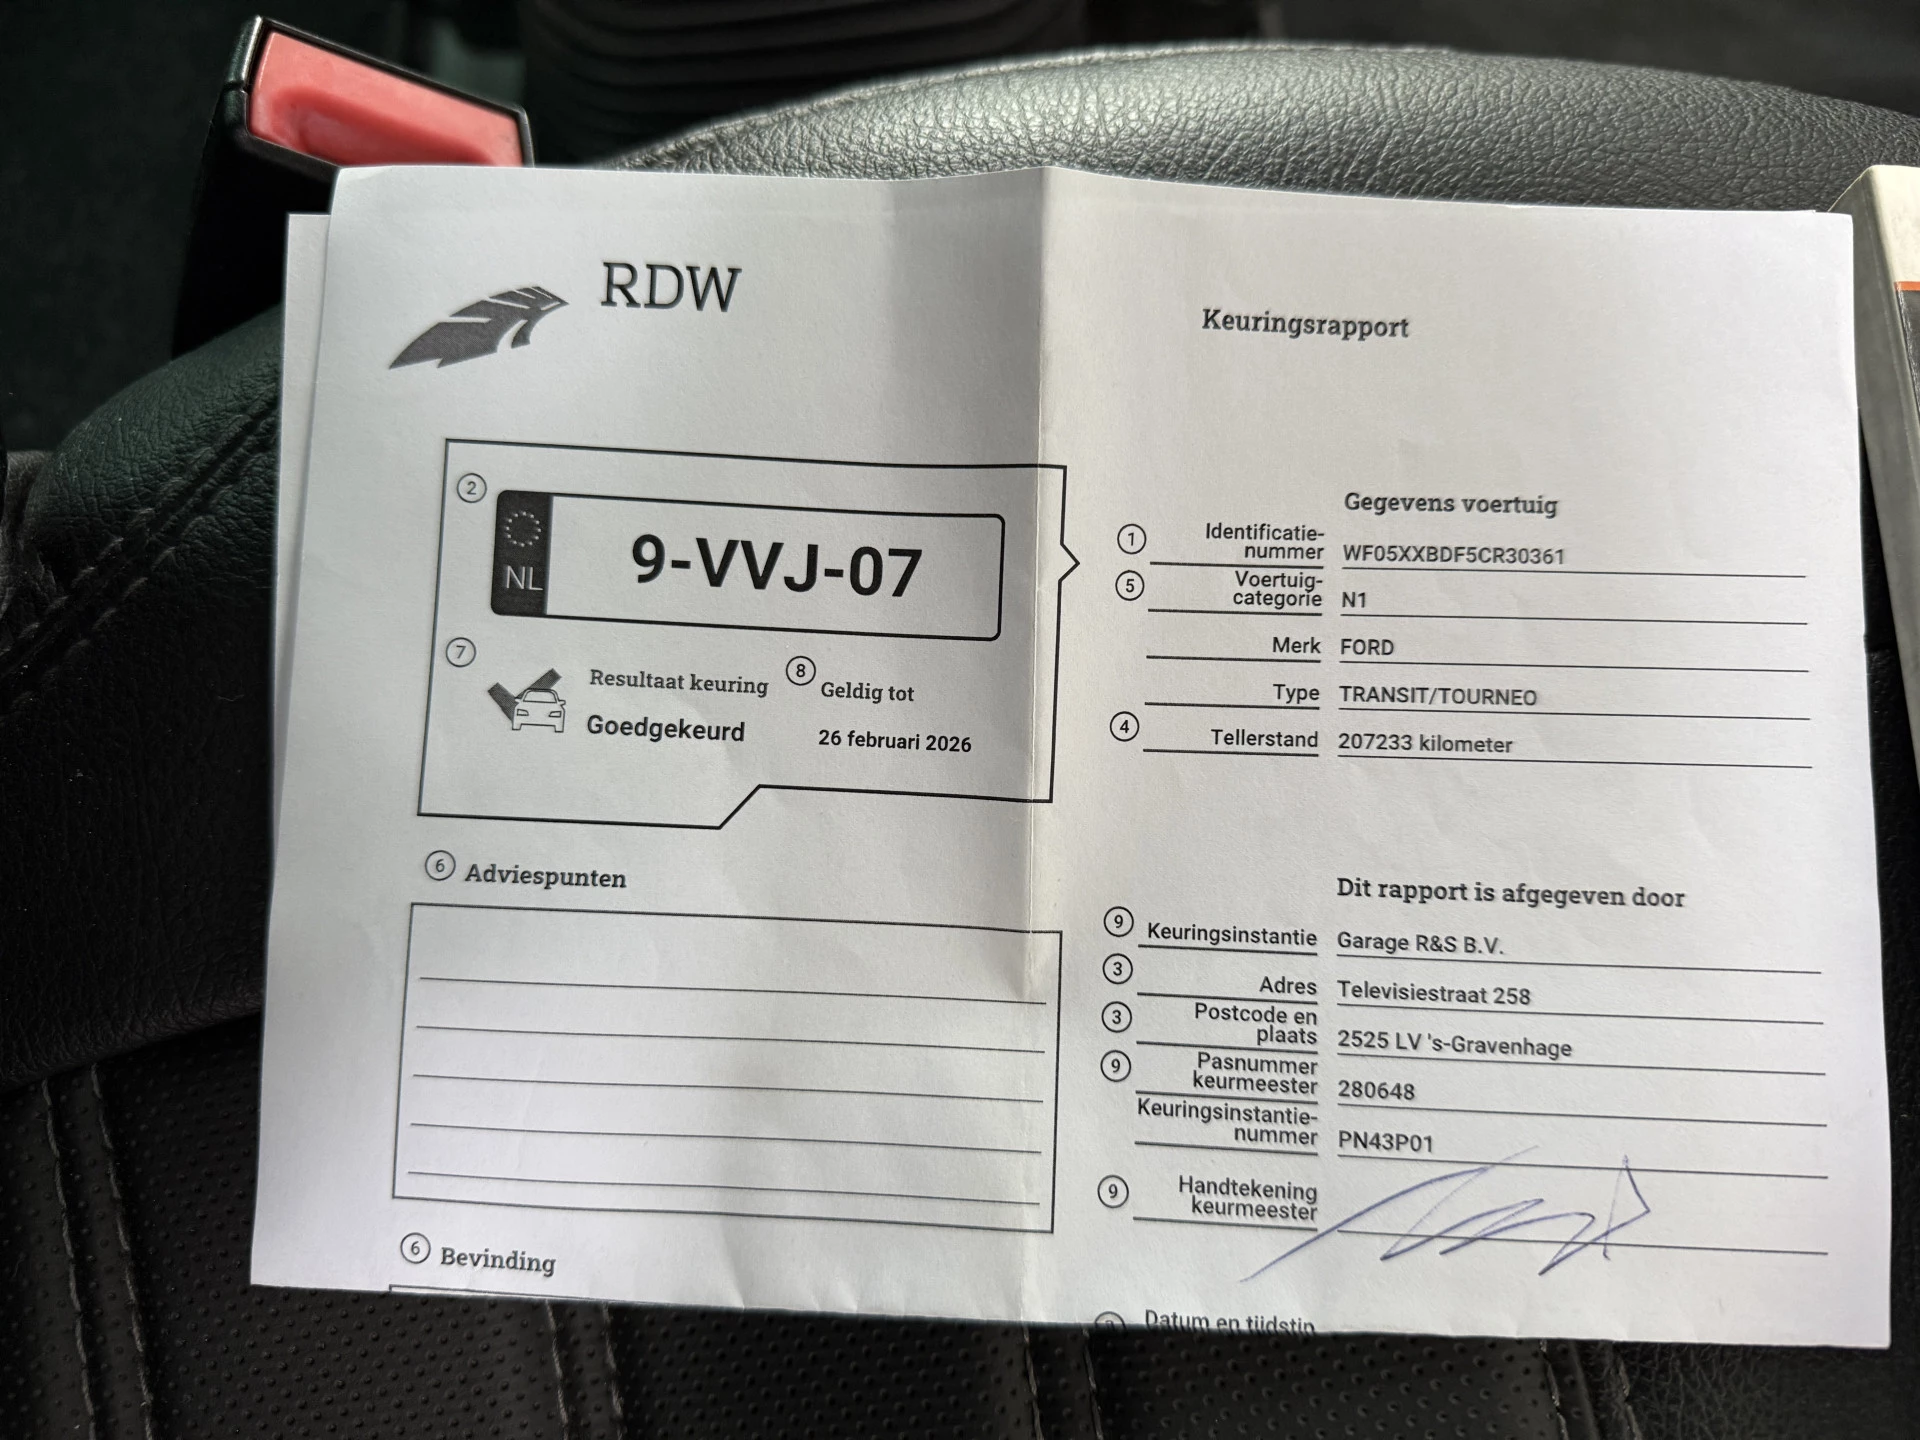 RDW
Keuringsrapport
2
NL
9-VVJ-07
7
Resultaat keuring
8
Geldig tot
Goedgekeurd
26 februari 2026
Gegevens voertuig
1
Identificatie-
nummer WF05XXBDF5CR30361
5
Voertuig-
categorie N1
Merk FORD
Type TRANSIT/TOURNEO
4
Tellerstand 207233 kilometer
6 Adviespunten
Dit rapport is afgegeven door
9 Keuringsinstantie Garage R&S B.V.
3
Adres Televisiestraat 258
3
Postcode en
plaats 2525 LV 's-Gravenhage
9
Pasnummer
keurmeester 280648
Keuringsinstantie-
nummer PN43P01
9
Handtekening
keurmeester
6 Bevinding
Datum en tijdstip